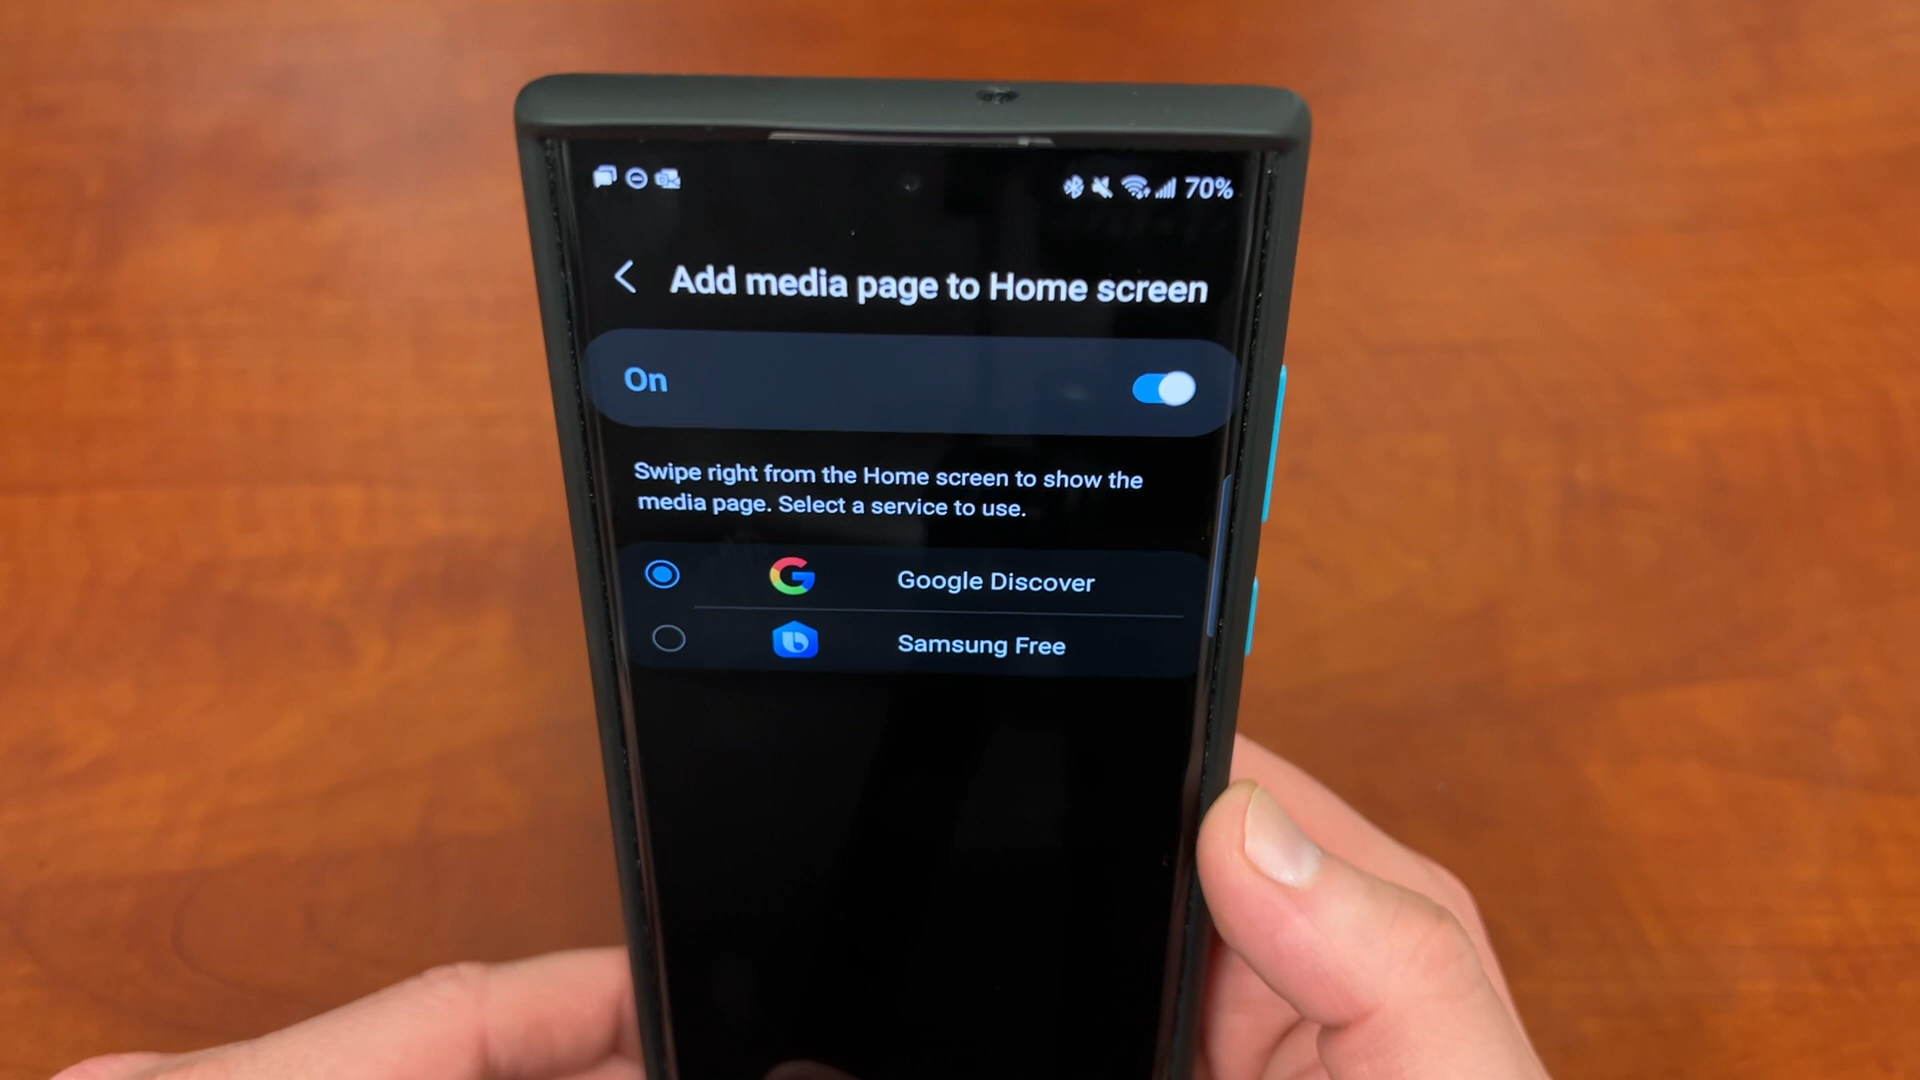 70%
Add media page to Home screen
On
Swipe right from the Home screen to show the
media page. Select a service to use.
Google Discover
Samsung Free